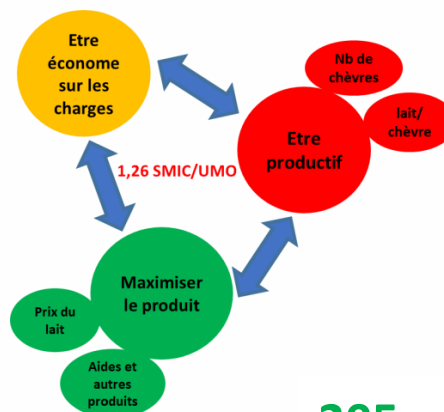 Etre
économe
sur les
charges
Nb de
chèvres
lait/
chèvre
Etre
productif
1,26 SMIC/UMO
Maximiser
le produit
Prix du
lait
Aides et
autres
produits